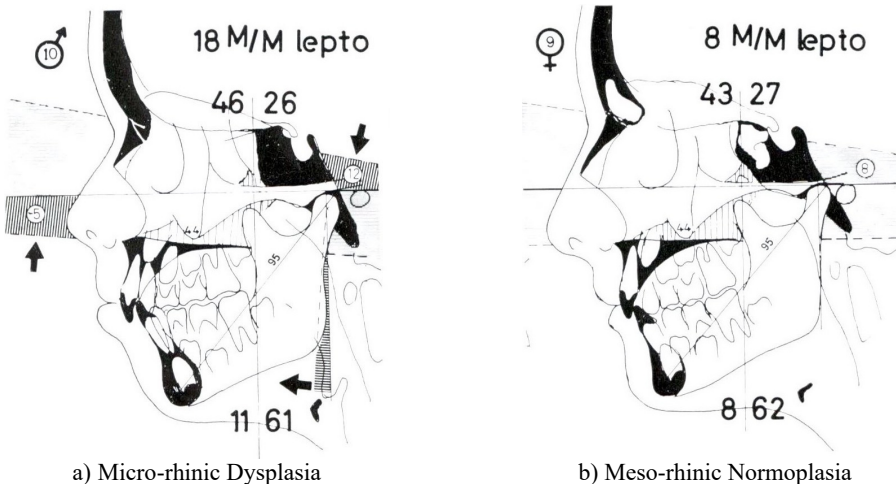 10 ♂ 18 M/M lepto
46 26
12
-5
44
95
11 61
a) Micro-rhinic Dysplasia
9 ♀ 8 M/M lepto
43 27
8
44
95
8 62
b) Meso-rhinic Normoplasia